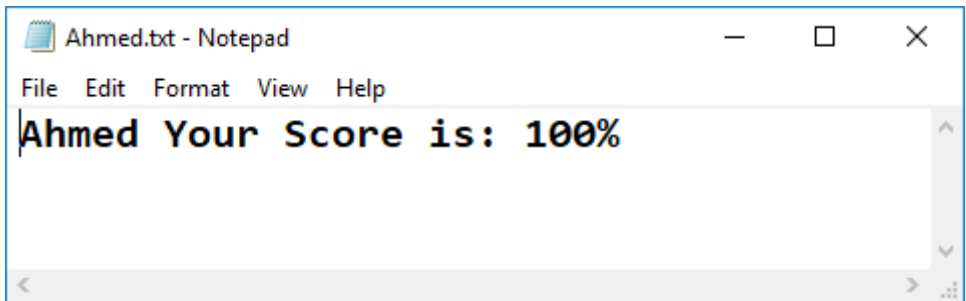 Ahmed.txt - Notepad
File Edit Format View Help
Ahmed Your Score is: 100%